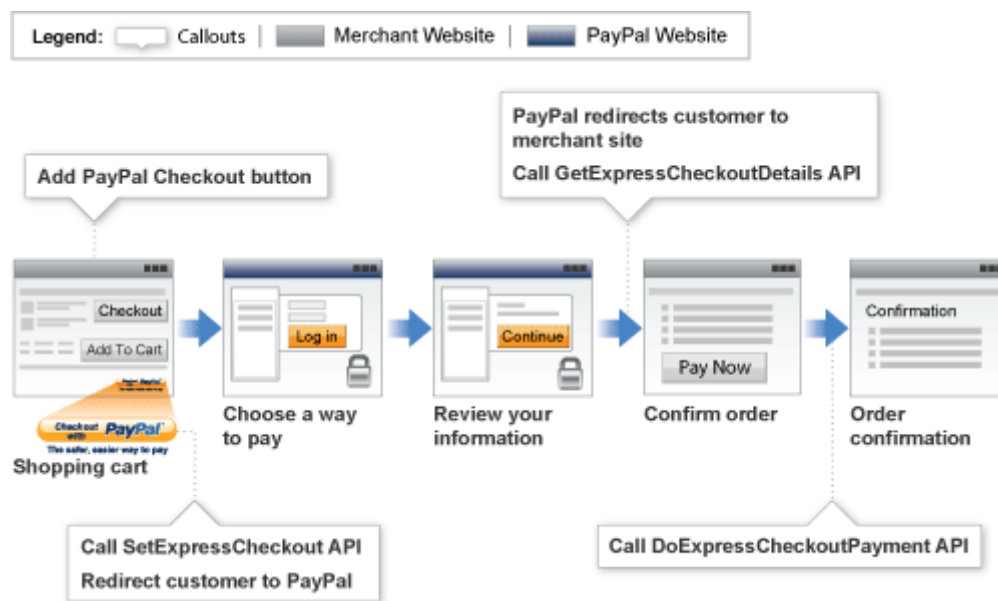 Legend: Callouts | Merchant Website | PayPal Website
PayPal redirects customer to
merchant site
Call GetExpressCheckoutDetails API
Add PayPal Checkout button
Checkout
Add To Cart
Log in
Continue
Pay Now
Confirmation
Checkout
with PayPal
The safer, easier way to pay
Shopping cart
Choose a way
to pay
Review your
information
Confirm order
Order
confirmation
Call SetExpressCheckout API
Redirect customer to PayPal
Call DoExpressCheckoutPayment API